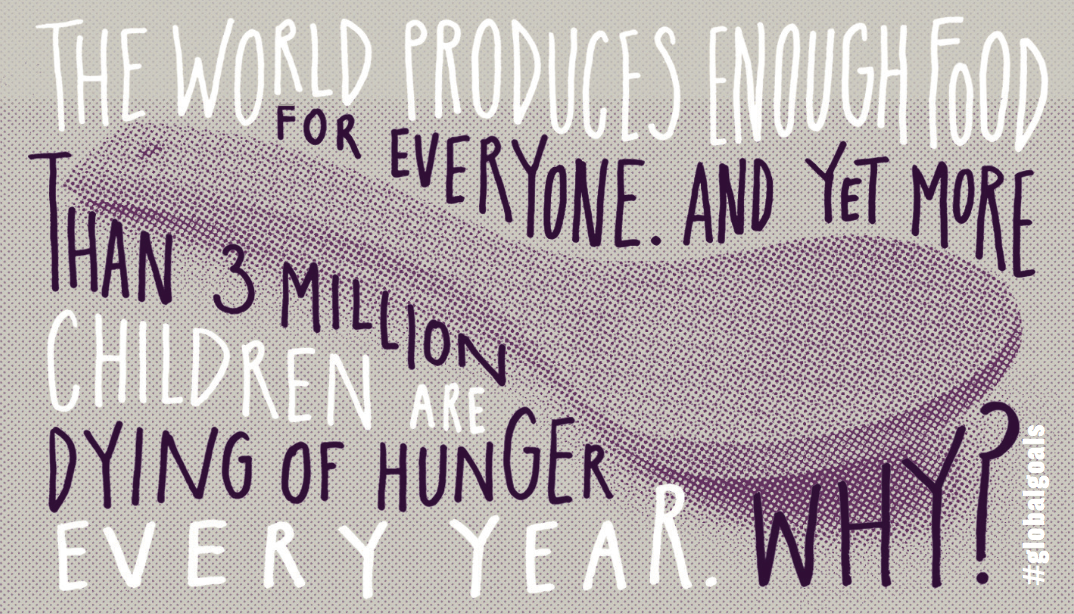 THE WORLD PRODUCES ENOUGH FOOD
FOR EVERYONE. AND YET MORE
THAN 3 MILLION
CHILDREN ARE
DYING OF HUNGER
EVERY YEAR. WHY?
#globalgoals